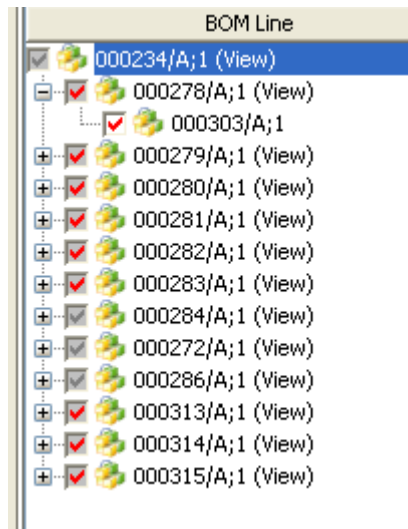 BOM Line
000234/A;1 (View)
000278/A;1 (View)
000303/A;1
000279/A;1 (View)
000280/A;1 (View)
000281/A;1 (View)
000282/A;1 (View)
000283/A;1 (View)
000284/A;1 (View)
000272/A;1 (View)
000286/A;1 (View)
000313/A;1 (View)
000314/A;1 (View)
000315/A;1 (View)